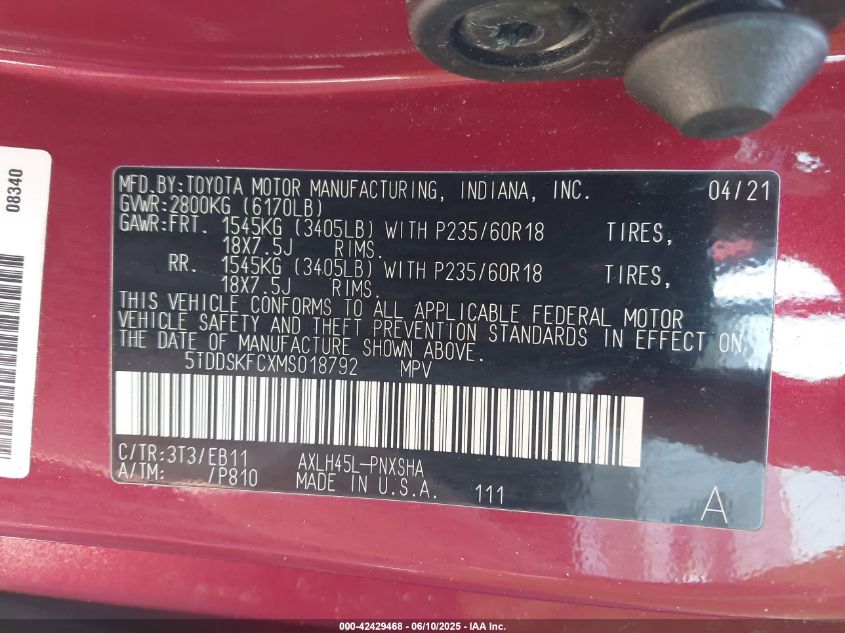 08340
MFD.BY:TOYOTA MOTOR MANUFACTURING, INDIANA, INC. 04/21
GVWR:2800KG (6170LB)
GAWR:FRT. 1545KG (3405LB) WITH P235/60R18 TIRES,
18X7.5J RIMS.
RR. 1545KG (3405LB) WITH P235/60R18 TIRES,
18X7.5J RIMS.
THIS VEHICLE CONFORMS TO ALL APPLICABLE FEDERAL MOTOR
VEHICLE SAFETY AND THEFT PREVENTION STANDARDS IN EFFECT ON
THE DATE OF MANUFACTURE SHOWN ABOVE.
5TDDSKFCXMS018792 MPV
C/TR:3T3/EB11 AXLH45L-PNXSHA
A/TM: /P810 MADE IN U.S.A. 111
A
000-42429468 - 06/10/2025 - IAA Inc.